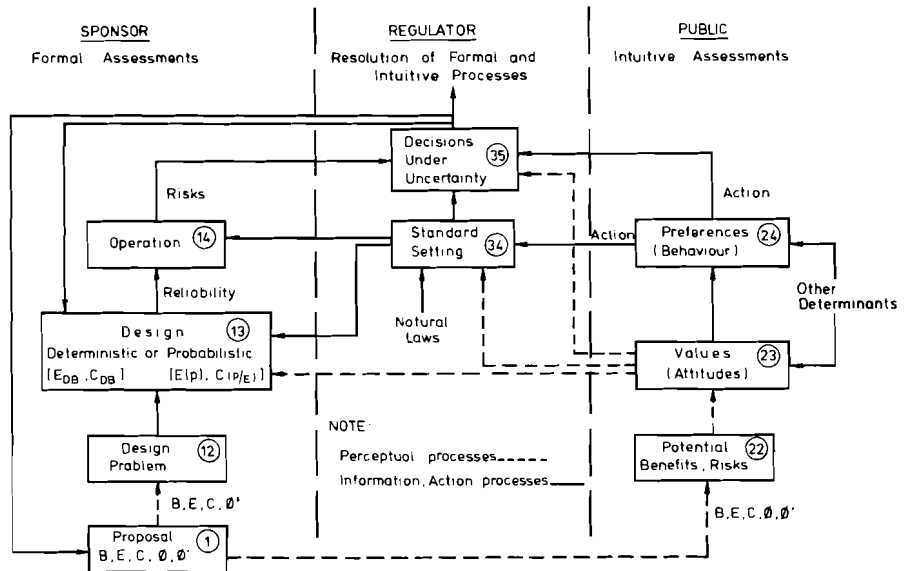 SPONSOR
Formal Assessments
REGULATOR
Resolution of Formal and
Intuitive Processes
PUBLIC
Intuitive Assessments
Decisions
Under
Uncertainty
35
Risks
Action
Operation
14
Standard
Setting
34
Action
Preferences
(Behaviour)
24
Reliability
Other
Determinants
Natural
Laws
Design
13
Deterministic or Probabilistic
[E_DB, C_DB] [E(p), C(P/E)]
Values
(Attitudes)
23
NOTE:
Perceptual processes
Information, Action processes
Design
Problem
12
Potential
Benefits, Risks
22
B, E, C, Ø'
B, E, C, Ø, Ø'
Proposal
B, E, C, Ø, Ø'
1